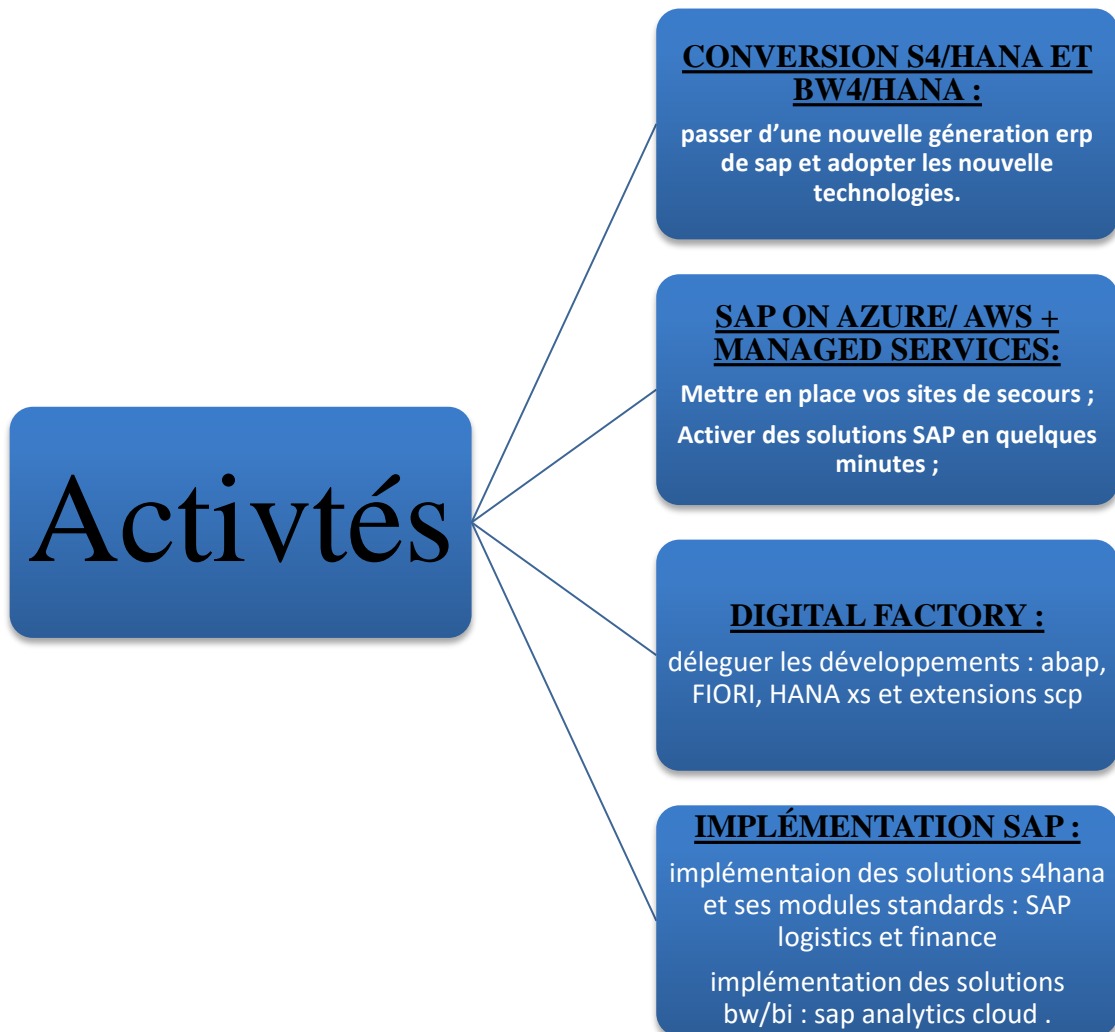 Activtés
CONVERSION S4/HANA ET
BW4/HANA :
passer d’une nouvelle géneration erp
de sap et adopter les nouvelle
technologies.
SAP ON AZURE/ AWS +
MANAGED SERVICES:
Mettre en place vos sites de secours ;
Activer des solutions SAP en quelques
minutes ;
DIGITAL FACTORY :
déleguer les développements : abap,
FIORI, HANA xs et extensions scp
IMPLÉMENTATION SAP :
implémentaion des solutions s4hana
et ses modules standards : SAP
logistics et finance
implémentation des solutions
bw/bi : sap analytics cloud .